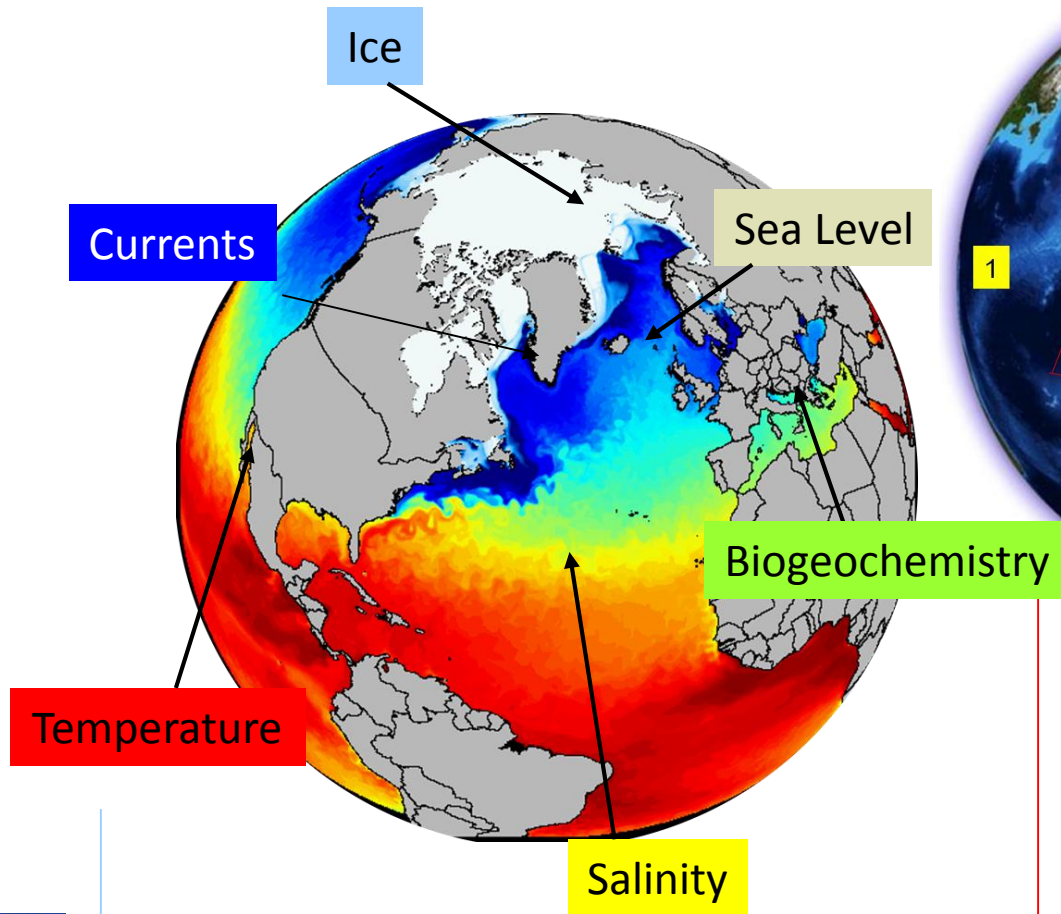 Ice
Sea Level
Currents
1
Biogeochemistry
Temperature
Salinity